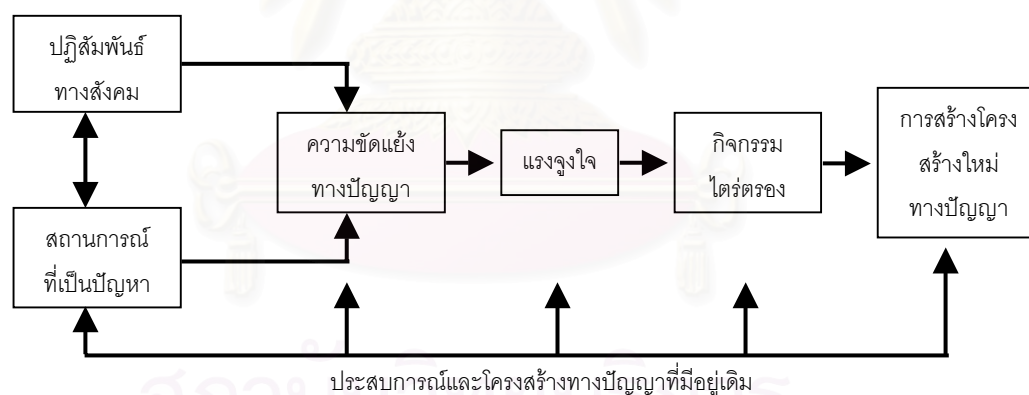 ปฏิสัมพันธ์
ทางสังคม
สถานการณ์
ที่เป็นปัญหา
ความขัดแย้ง
ทางปัญญา
แรงจูงใจ
กิจกรรม
ไตร่ตรอง
การสร้างโครง
สร้างใหม่
ทางปัญญา
ประสบการณ์และโครงสร้างทางปัญญาที่มีอยู่เดิม